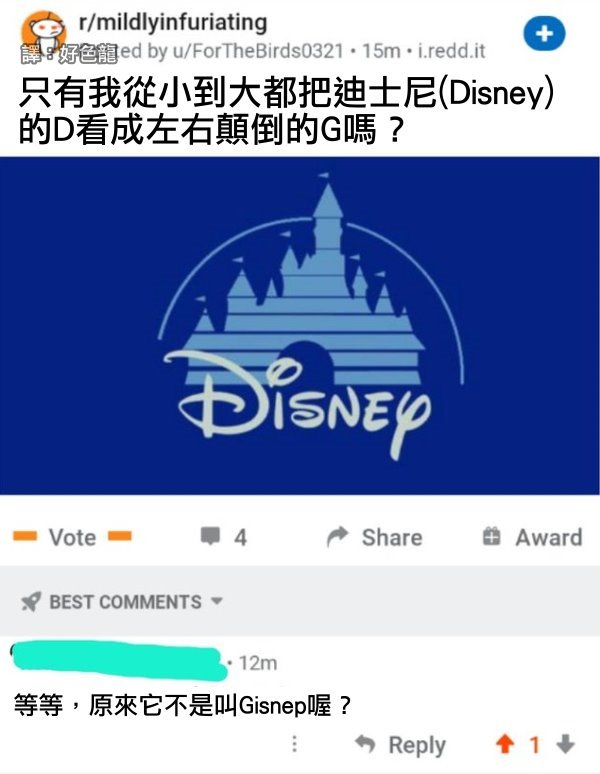 r/mildlyinfuriating
譯：好色龍
ed by u/ForTheBirds0321 • 15m • i.redd.it
只有我從小到大都把迪士尼(Disney)
的D看成左右顛倒的G嗎？
DISNEY
Vote
4
Share
Award
BEST COMMENTS
• 12m
等等，原來它不是叫Gisnep喔？
Reply
1